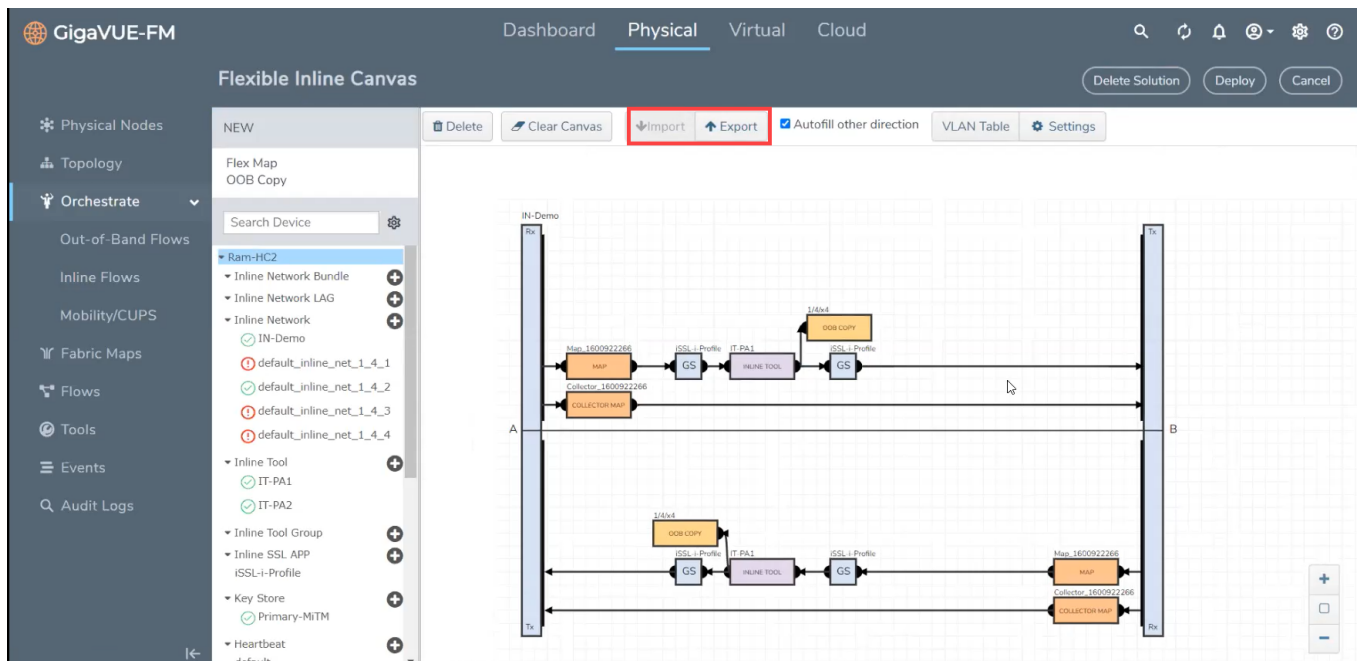 GigaVUE-FM
Dashboard
Physical
Virtual
Cloud
Flexible Inline Canvas
Delete Solution
Deploy
Cancel
Physical Nodes
Topology
Orchestrate
Out-of-Band Flows
Inline Flows
Mobility/CUPS
Fabric Maps
Flows
Tools
Events
Audit Logs
NEW
Flex Map
OOB Copy
Search Device
Ram-HC2
Inline Network Bundle
Inline Network LAG
Inline Network
IN-Demo
default_inline_net_1_4_1
default_inline_net_1_4_2
default_inline_net_1_4_3
default_inline_net_1_4_4
Inline Tool
IT-PA1
IT-PA2
Inline Tool Group
Inline SSL APP
iSSL-i-Profile
Key Store
Primary-MiTM
Heartbeat
default
Delete
Clear Canvas
Import
Export
Autofill other direction
VLAN Table
Settings
IN-Demo
Rx
Tx
1/4/x4
OOB COPY
Map_1600922266
iSSL-i-Profile
IT-PA1
iSSL-i-Profile
MAP
GS
INLINE TOOL
GS
Collector_1600922266
COLLECTOR MAP
A
B
1/4/x4
OOB COPY
iSSL-i-Profile
IT-PA1
iSSL-i-Profile
Map_1600922266
GS
INLINE TOOL
GS
MAP
Collector_1600922266
COLLECTOR MAP
Tx
Rx